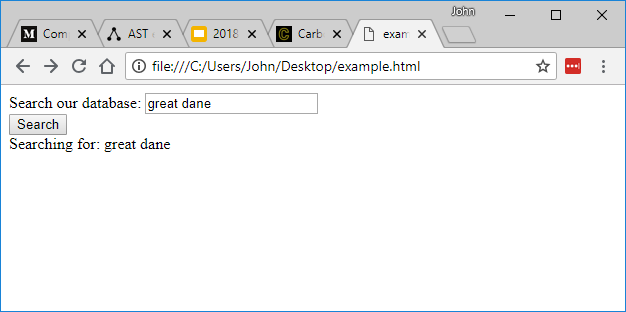 John
Com
AST
2018
Carb
exam
file:///C:/Users/John/Desktop/example.html
Search our database: great dane
Search
Searching for: great dane